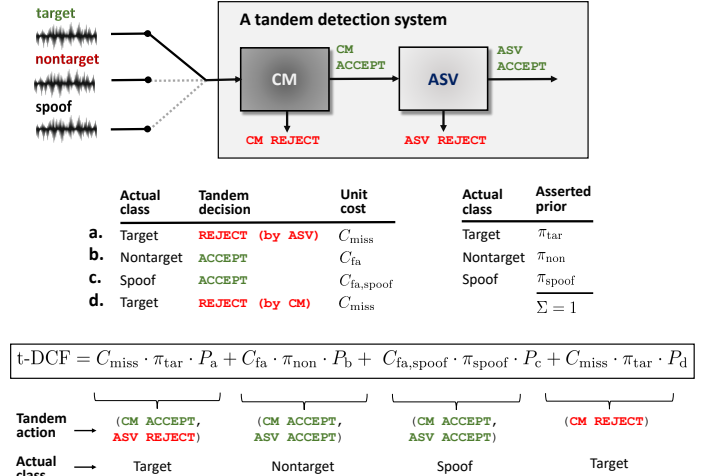 target
A tandem detection system
nontarget
CM
ACCEPT
ASV
ACCEPT
CM
ASV
spoof
CM REJECT
ASV REJECT
Actual class
Tandem decision
Unit cost
a. Target REJECT (by ASV) C_miss
b. Nontarget ACCEPT C_fa
c. Spoof ACCEPT C_fa,spoof
d. Target REJECT (by CM) C_miss
Actual class
Asserted prior
Target π_tar
Nontarget π_non
Spoof π_spoof
Σ = 1
t-DCF = C_miss · π_tar · P_a + C_fa · π_non · P_b + C_fa,spoof · π_spoof · P_c + C_miss · π_tar · P_d
Tandem action
(CM ACCEPT, ASV REJECT)
(CM ACCEPT, ASV ACCEPT)
(CM ACCEPT, ASV ACCEPT)
(CM REJECT)
Actual class
Target
Nontarget
Spoof
Target